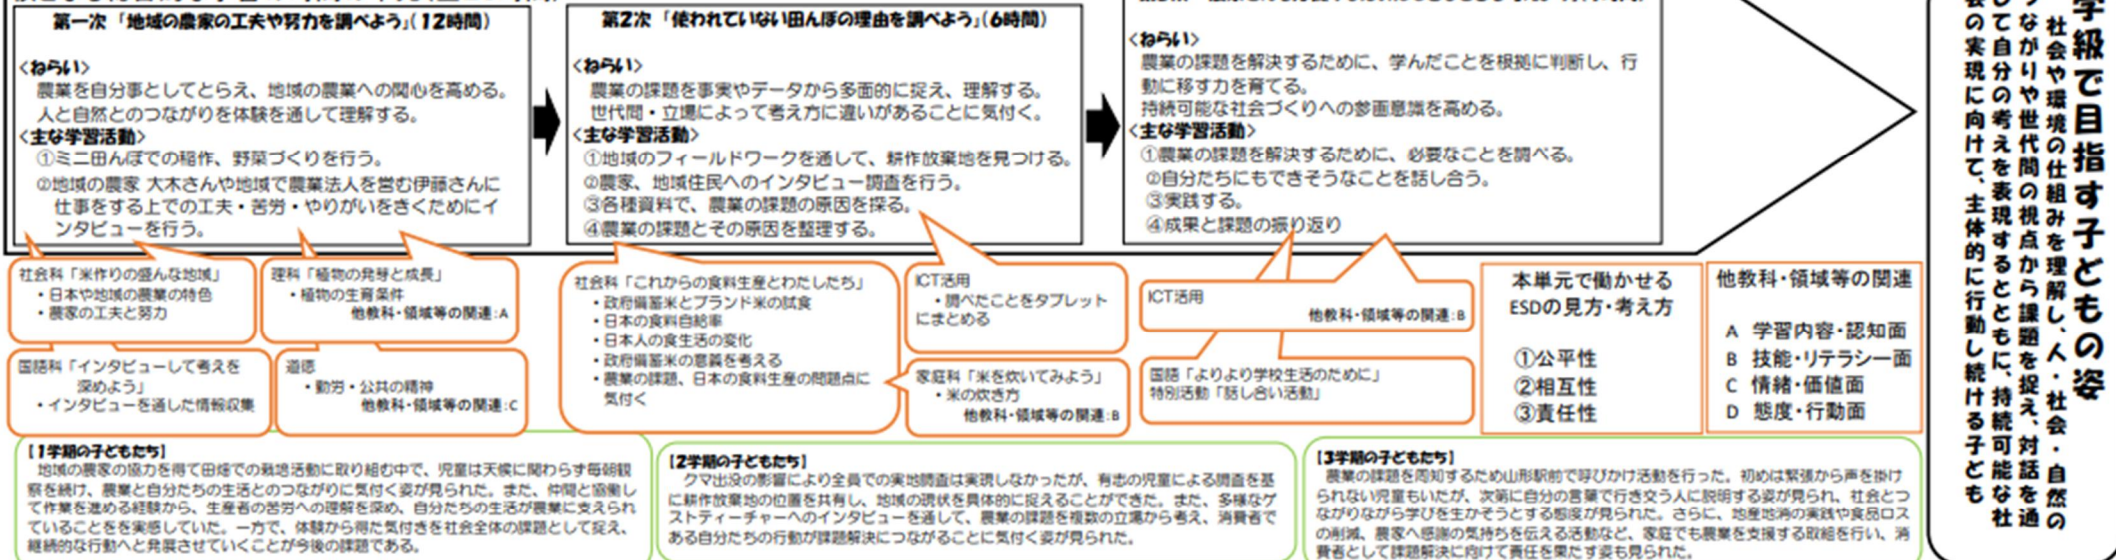 第一次 「地域の農家の工夫や努力を調べよう」(12時間)
<ねらい>
農業を自分事としてとらえ、地域の農業への関心を高める。
人と自然とのつながりを体験を通して理解する。
<主な学習活動>
①ミニ田んぼでの稲作、野菜づくりを行う。
②地域の農家 大木さんや地域で農業法人を営む伊藤さんに
仕事をする上での工夫・苦労・やりがいをきくためにイ
ンタビューを行う。
第2次 「使われていない田んぼの理由を調べよう」(6時間)
<ねらい>
農業の課題を事実やデータから多面的に捉え、理解する。
世代間・立場によって考え方に違いがあることに気付く。
<主な学習活動>
①地域のフィールドワークを通して、耕作放棄地を見つける。
②農家、地域住民へのインタビュー調査を行う。
③各種資料で、農業の課題の原因を探る。
④農業の課題とその原因を整理する。
<ねらい>
農業の課題を解決するために、学んだことを根拠に判断し、行
動に移す力を育てる。
持続可能な社会づくりへの参画意識を高める。
<主な学習活動>
①農業の課題を解決するために、必要なことを調べる。
②自分たちにもできそうなことを話し合う。
③実践する。
④成果と課題の振り返り
社会科「米作りの盛んな地域」
・日本や地域の農業の特色
・農家の工夫と努力
理科「植物の発芽と成長」
・植物の生育条件
他教科・領域等の関連:A
国語科「インタビューして考えを
深めよう」
・インタビューを通した情報収集
道徳
・勤労・公共の精神
他教科・領域等の関連:C
社会科「これからの食料生産とわたしたち」
・政府備蓄米とブランド米の試食
・日本の食料自給率
・日本人の食生活の変化
・政府備蓄米の意義を考える
・農業の課題、日本の食料生産の問題点に
気付く
ICT活用
・調べたことをタブレット
にまとめる
家庭科「米を炊いてみよう」
・米の炊き方
他教科・領域等の関連:B
ICT活用
他教科・領域等の関連:B
国語「よりより学校生活のために」
特別活動「話し合い活動」
本単元で働かせる
ESDの見方・考え方
①公平性
②相互性
③責任性
他教科・領域等の関連
A 学習内容・認知面
B 技能・リテラシー面
C 情緒・価値面
D 態度・行動面
学級で目指す子どもの姿
社会や環境の仕組みを理解し、人・社会・自然の
つながりや世代間の視点から課題を捉え、対話を通
して自分の考えを表現するとともに、持続可能な社
会の実現に向けて、主体的に行動し続ける子ども
【1学期の子どもたち】
地域の農家の協力を得て田畑での栽培活動に取り組む中で、児童は天候に関わらず毎朝観
察を続け、農業と自分たちの生活とのつながりに気付く姿が見られた。また、仲間と協働し
て作業を進める経験から、生産者の苦労への理解を深め、自分たちの生活が農業に支えられ
ていることをを実感していた。一方で、体験から得た気付きを社会全体の課題として捉え、
継続的な行動へと発展させていくことが今後の課題である。
【2学期の子どもたち】
クマ出没の影響により全員での実地調査は実現しなかったが、有志の児童による調査を基
に耕作放棄地の位置を共有し、地域の現状を具体的に捉えることができた。また、多様なゲ
ストティーチャーへのインタビューを通して、農業の課題を複数の立場から考え、消費者で
ある自分たちの行動が課題解決につながることに気付く姿が見られた。
【3学期の子どもたち】
農業の課題を周知するため山形駅前で呼びかけ活動を行った。初めは緊張から声を掛け
られない児童もいたが、次第に自分の言葉で行き交う人に説明する姿が見られ、社会とつ
ながりながら学びを生かそうとする態度が見られた。さらに、地産地消の実践や食品ロス
の削減、農家へ感謝の気持ちを伝える活動など、家庭でも農業を支援する取組を行い、消
費者として課題解決に向けて責任を果たす姿も見られた。